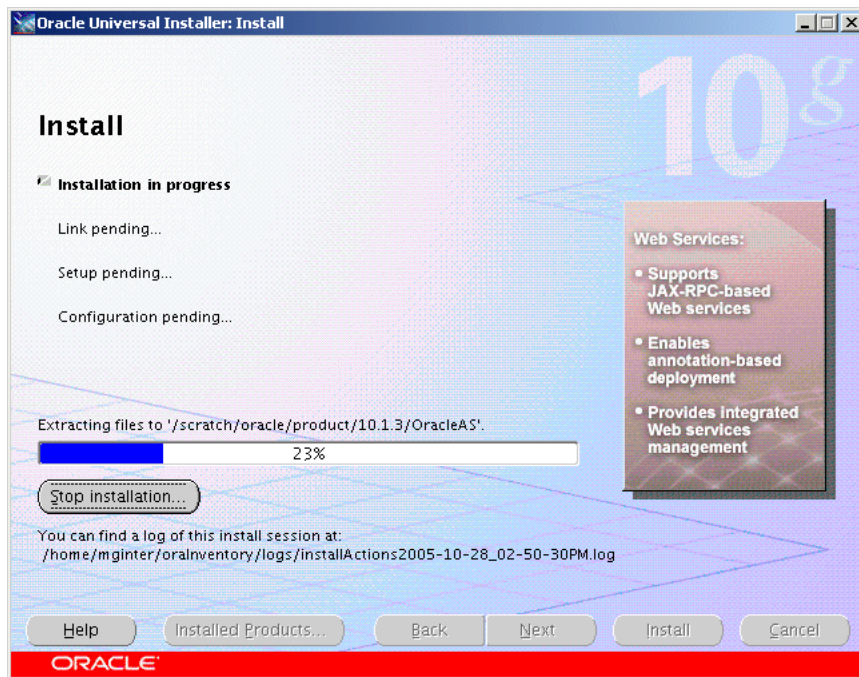 Oracle Universal Installer: Install
10g
Install
Installation in progress
Link pending...
Setup pending...
Configuration pending...
Web Services:
• Supports
JAX-RPC-based
Web services
• Enables
annotation-based
deployment
• Provides integrated
Web services
management
Extracting files to '/scratch/oracle/product/10.1.3/OracleAS'.
23%
Stop installation...
You can find a log of this install session at:
/home/mginter/oraInventory/logs/installActions2005-10-28_02-50-30PM.log
Help Installed Products... Back Next Install Cancel
ORACLE